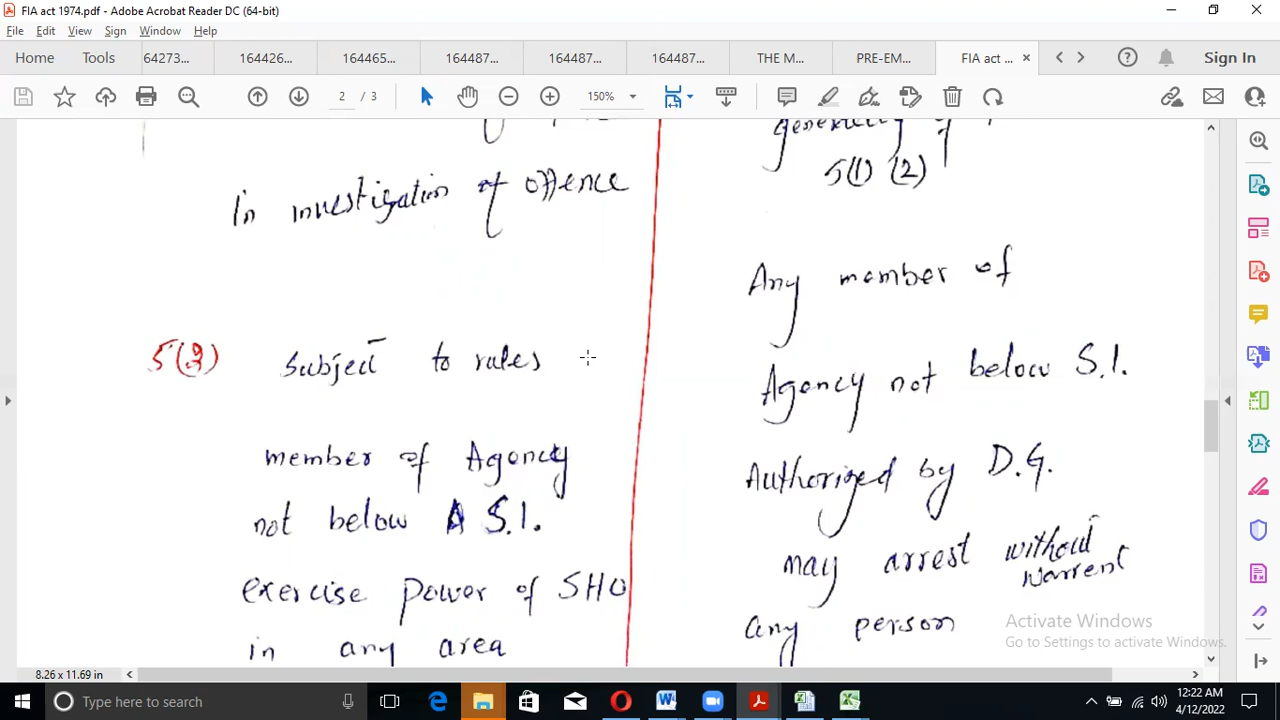 FIA act 1974.pdf - Adobe Acrobat Reader DC (64-bit)
File Edit View Sign Window Help
Home Tools 64273... 164426... 164465... 164487... 164487... 164487... THE M... PRE-EM... FIA act ... Sign In
2 / 3 150%
In investigation of offence
5(3) subject to rules
member of Agency
not below A S.I.
exercise power of SHO
in any area
generality of
5(1) (2)
Any member of
Agency not below S.I.
Authorized by D.G.
may arrest without
warrent
any person
Activate Windows
Go to Settings to activate Windows.
8.26 x 11.69 in
Type here to search
12:22 AM
4/12/2022